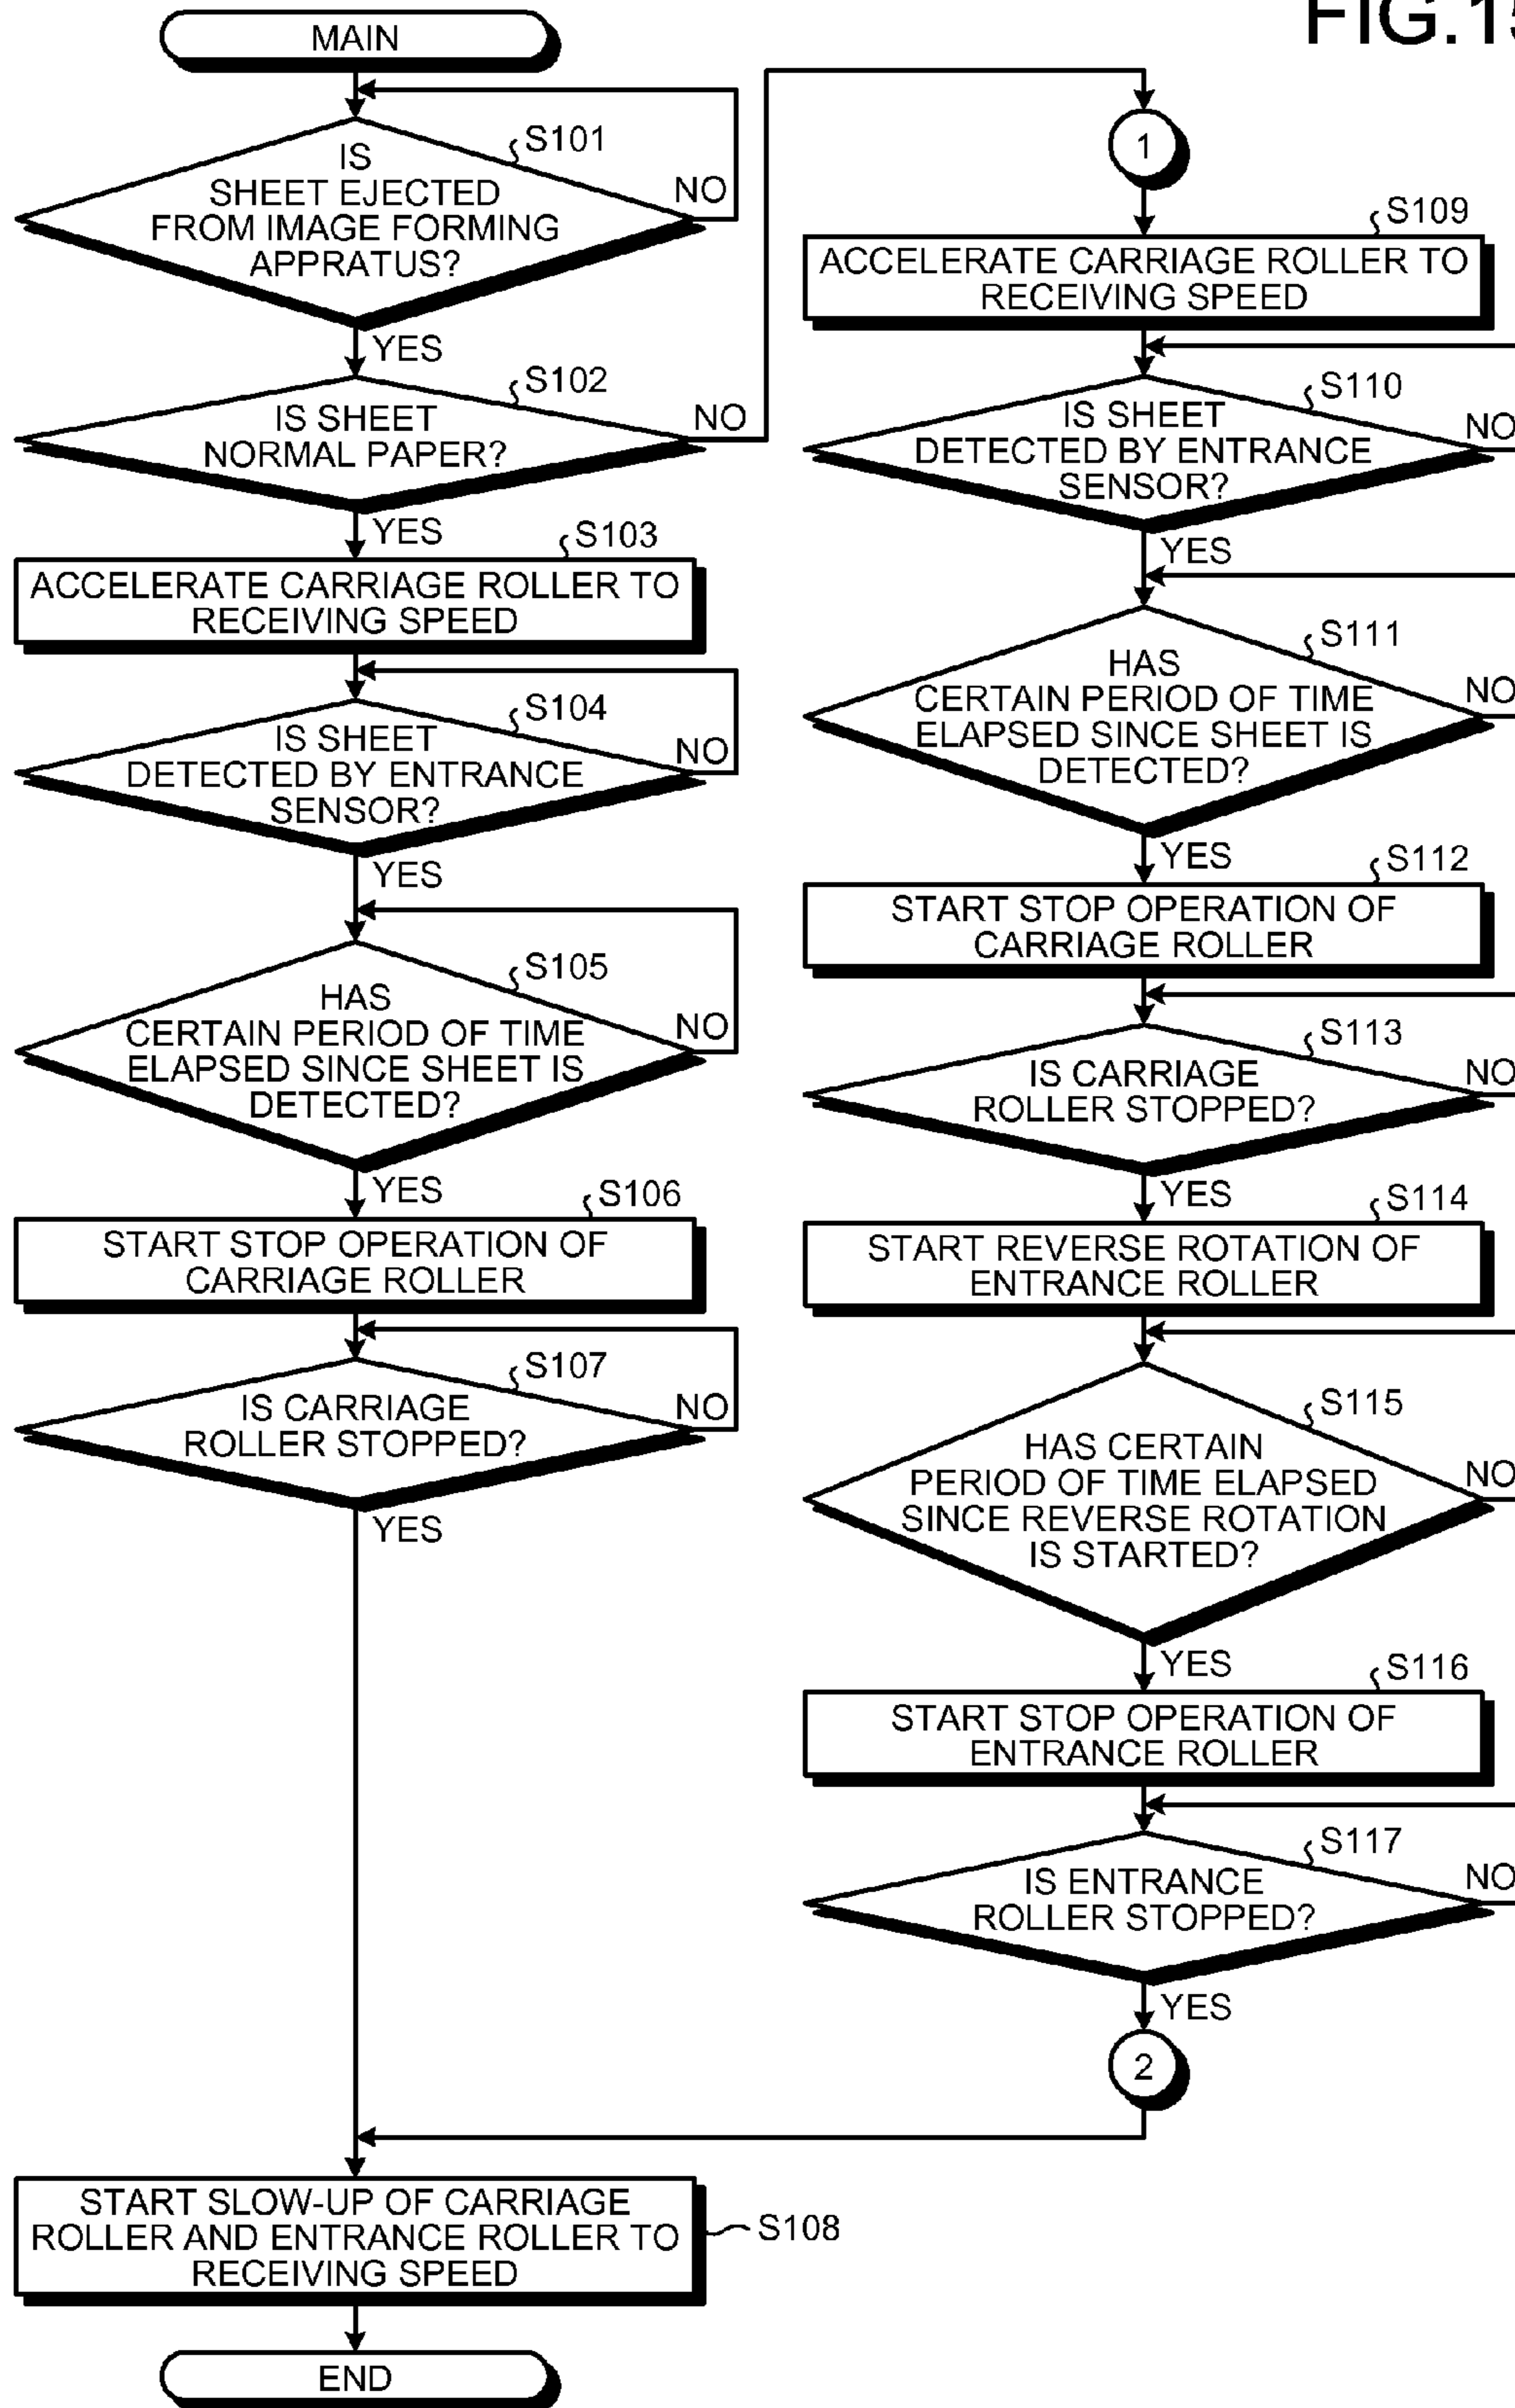 FIG.15
MAIN
S101
IS
SHEET EJECTED
FROM IMAGE FORMING
APPRATUS?
NO
YES
S102
IS SHEET
NORMAL PAPER?
NO
YES
S103
ACCELERATE CARRIAGE ROLLER TO
RECEIVING SPEED
S104
IS SHEET
DETECTED BY ENTRANCE
SENSOR?
NO
YES
S105
HAS
CERTAIN PERIOD OF TIME
ELAPSED SINCE SHEET IS
DETECTED?
NO
YES
S106
START STOP OPERATION OF
CARRIAGE ROLLER
S107
IS CARRIAGE
ROLLER STOPPED?
NO
YES
1
S109
ACCELERATE CARRIAGE ROLLER TO
RECEIVING SPEED
S110
IS SHEET
DETECTED BY ENTRANCE
SENSOR?
NO
YES
S111
HAS
CERTAIN PERIOD OF TIME
ELAPSED SINCE SHEET IS
DETECTED?
NO
YES
S112
START STOP OPERATION OF
CARRIAGE ROLLER
S113
IS CARRIAGE
ROLLER STOPPED?
NO
YES
S114
START REVERSE ROTATION OF
ENTRANCE ROLLER
S115
HAS CERTAIN
PERIOD OF TIME ELAPSED
SINCE REVERSE ROTATION
IS STARTED?
NO
YES
S116
START STOP OPERATION OF
ENTRANCE ROLLER
S117
IS ENTRANCE
ROLLER STOPPED?
NO
YES
2
START SLOW-UP OF CARRIAGE
ROLLER AND ENTRANCE ROLLER TO
RECEIVING SPEED
S108
END